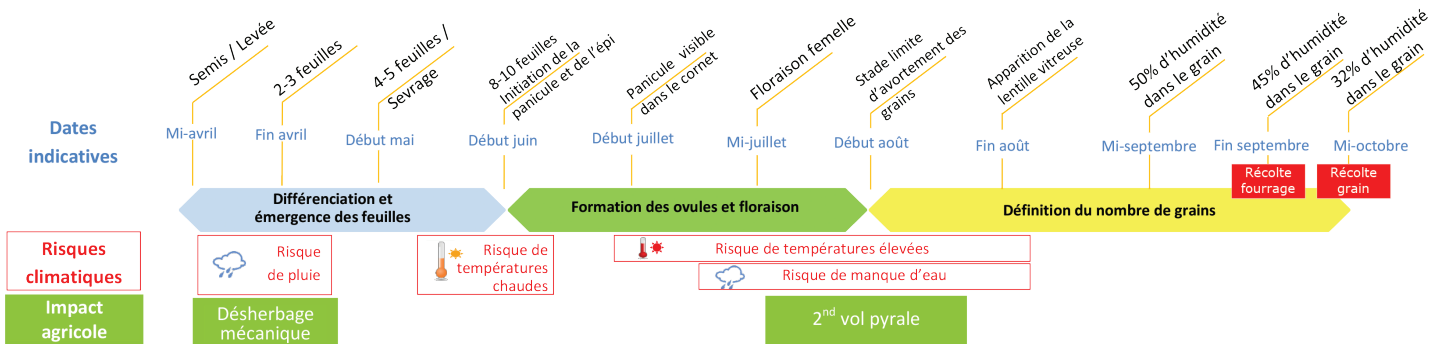 Semis / Levée
2-3 feuilles
4-5 feuilles /
Sevrage
8-10 feuilles
Initiation de la
panicule et de l'épi
Panicule visible
dans le cornet
Floraison femelle
Stade limite
d'avortement des
grains
Apparition de la
lentille vitreuse
50% d'humidité
dans le grain
45% d'humidité
dans le grain
32% d'humidité
dans le grain
Dates
indicatives
Mi-avril
Fin avril
Début mai
Début juin
Début juillet
Mi-juillet
Début août
Fin août
Mi-septembre
Fin septembre
Mi-octobre
Récolte
fourrage
Récolte
grain
Différenciation et
émergence des feuilles
Formation des ovules et floraison
Définition du nombre de grains
Risques
climatiques
Risque
de pluie
Risque de
températures
chaudes
Risque de températures élevées
Risque de manque d'eau
Impact
agricole
Désherbage
mécanique
2nd vol pyrale